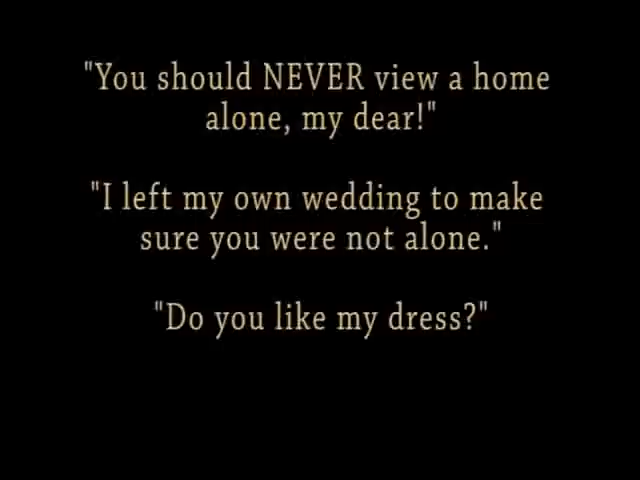 "You should NEVER view a home
alone, my dear!"
"I left my own wedding to make
sure you were not alone."
"Do you like my dress?"